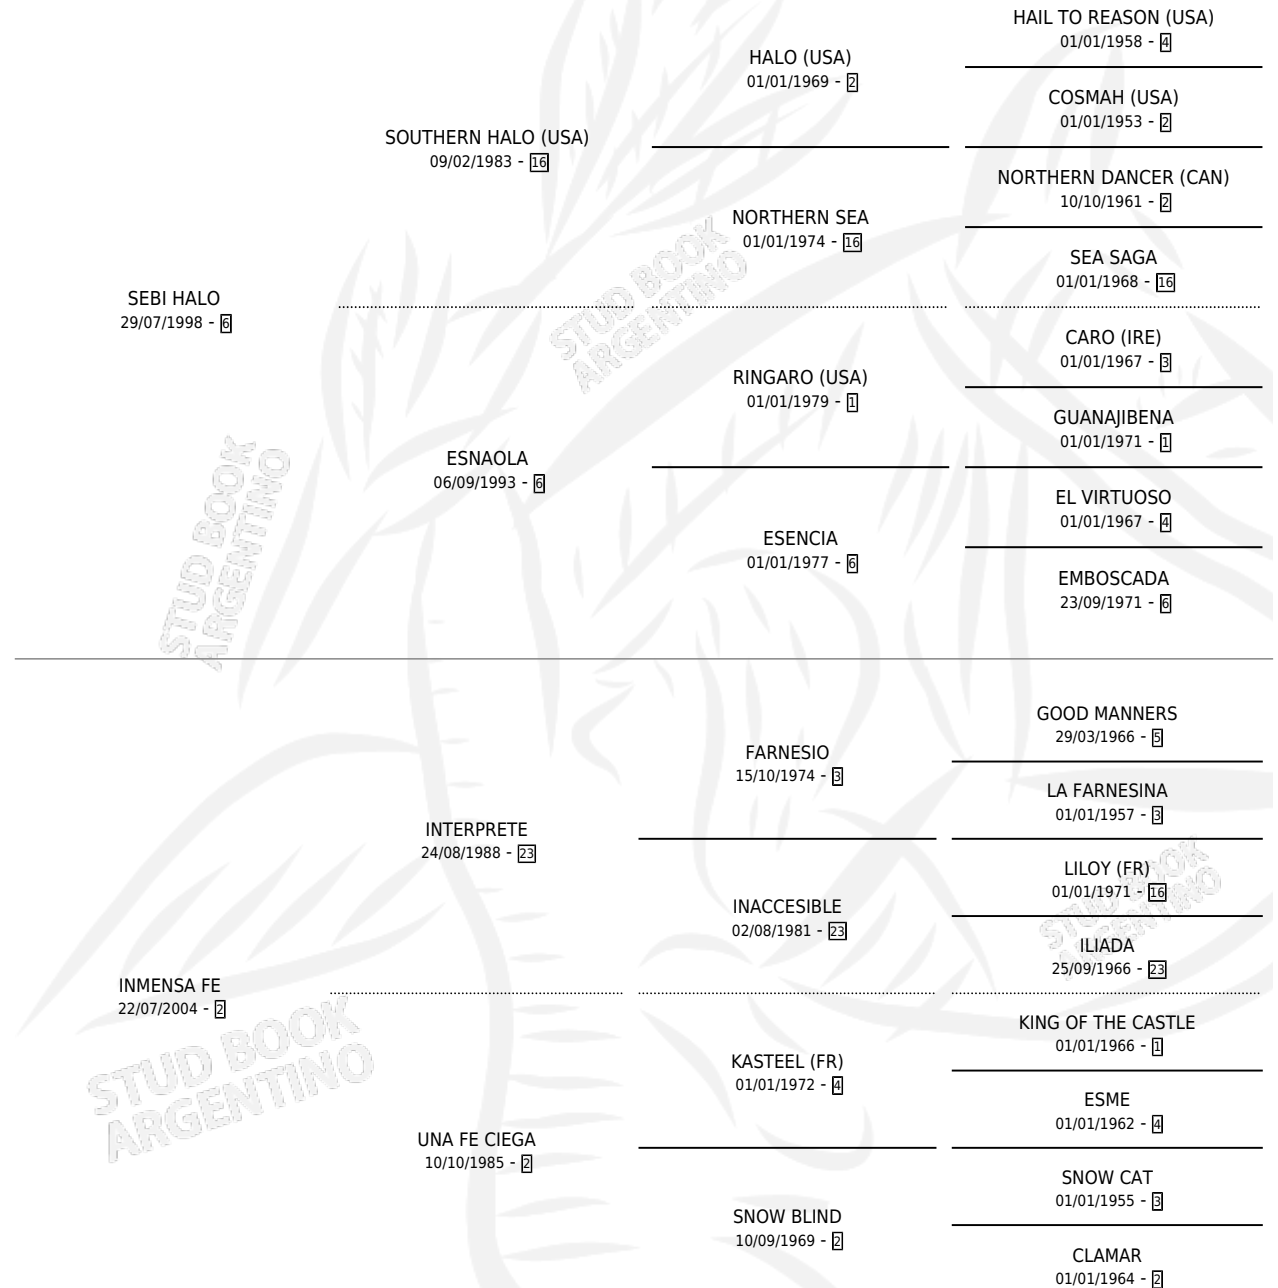 HAIL TO REASON (USA)
01/01/1958 - 4
HALO (USA)
01/01/1969 - 2
COSMAH (USA)
01/01/1953 - 2
SOUTHERN HALO (USA)
09/02/1983 - 16
NORTHERN DANCER (CAN)
10/10/1961 - 2
NORTHERN SEA
01/01/1974 - 16
SEA SAGA
01/01/1968 - 16
SEBI HALO
29/07/1998 - 6
CARO (IRE)
01/01/1967 - 3
RINGARO (USA)
01/01/1979 - 1
GUANAJIBENA
01/01/1971 - 1
ESNAOLA
06/09/1993 - 6
EL VIRTUOSO
01/01/1967 - 4
ESENCIA
01/01/1977 - 6
EMBOSCADA
23/09/1971 - 6
STUD BOOK
ARGENTINO
STUD BOOK
ARGENTINO
GOOD MANNERS
29/03/1966 - 5
FARNESIO
15/10/1974 - 3
LA FARNESINA
01/01/1957 - 3
INTERPRETE
24/08/1988 - 23
LILOY (FR)
01/01/1971 - 16
INACCESIBLE
02/08/1981 - 23
ILIADA
25/09/1966 - 23
STUD BOOK
ARGENTINO
INMENSA FE
22/07/2004 - 2
KING OF THE CASTLE
01/01/1966 - 1
KASTEEL (FR)
01/01/1972 - 4
ESME
01/01/1962 - 4
STUD BOOK
ARGENTINO
UNA FE CIEGA
10/10/1985 - 2
SNOW CAT
01/01/1955 - 3
SNOW BLIND
10/09/1969 - 2
CLAMAR
01/01/1964 - 2